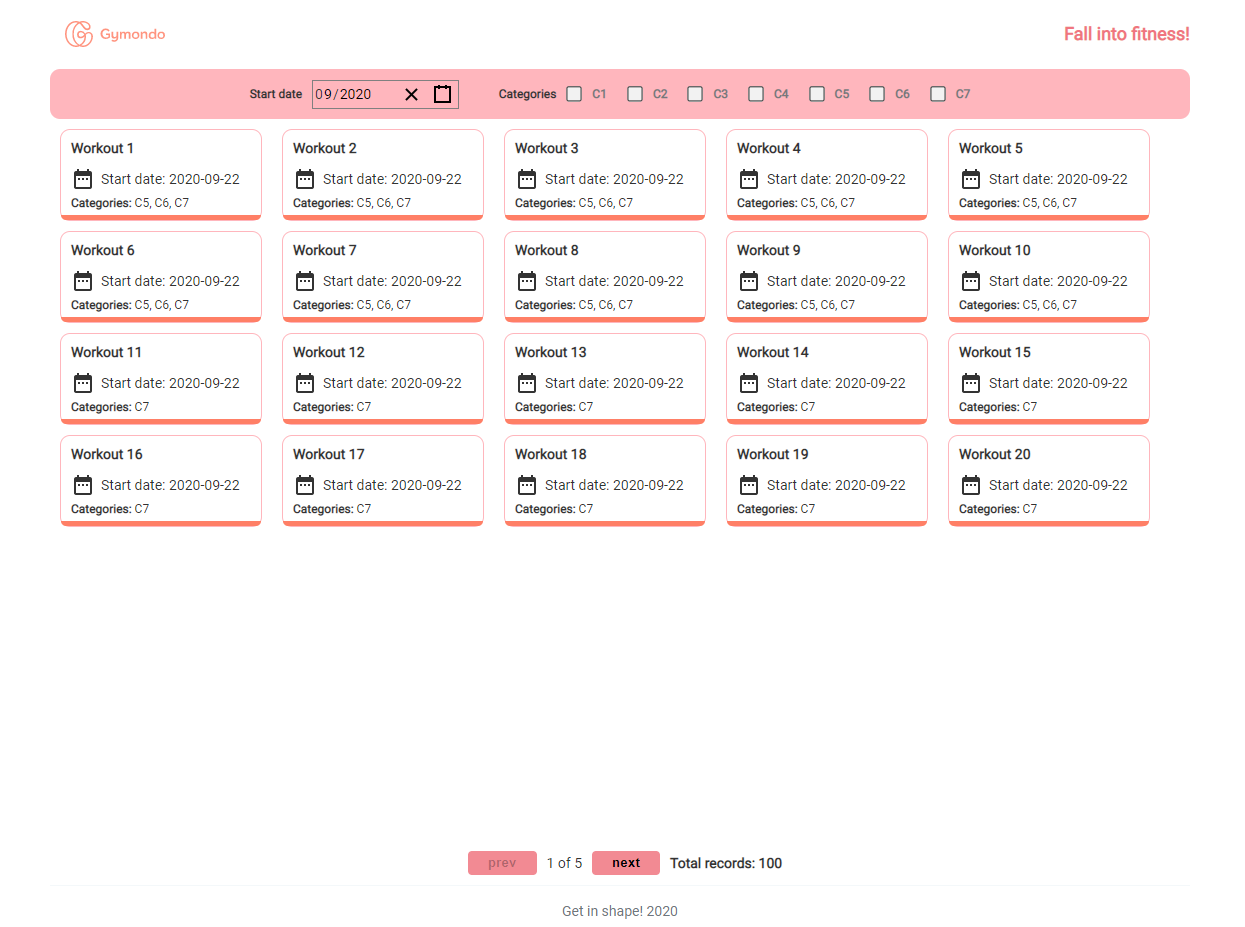 Gymondo
Fall into fitness!
Start date 09/2020 Categories C1 C2 C3 C4 C5 C6 C7
Workout 1 Workout 2 Workout 3 Workout 4 Workout 5
Start date: 2020-09-22 Start date: 2020-09-22 Start date: 2020-09-22 Start date: 2020-09-22 Start date: 2020-09-22
Categories: C5, C6, C7 Categories: C5, C6, C7 Categories: C5, C6, C7 Categories: C5, C6, C7 Categories: C5, C6, C7
Workout 6 Workout 7 Workout 8 Workout 9 Workout 10
Start date: 2020-09-22 Start date: 2020-09-22 Start date: 2020-09-22 Start date: 2020-09-22 Start date: 2020-09-22
Categories: C5, C6, C7 Categories: C5, C6, C7 Categories: C5, C6, C7 Categories: C5, C6, C7 Categories: C5, C6, C7
Workout 11 Workout 12 Workout 13 Workout 14 Workout 15
Start date: 2020-09-22 Start date: 2020-09-22 Start date: 2020-09-22 Start date: 2020-09-22 Start date: 2020-09-22
Categories: C7 Categories: C7 Categories: C7 Categories: C7 Categories: C7
Workout 16 Workout 17 Workout 18 Workout 19 Workout 20
Start date: 2020-09-22 Start date: 2020-09-22 Start date: 2020-09-22 Start date: 2020-09-22 Start date: 2020-09-22
Categories: C7 Categories: C7 Categories: C7 Categories: C7 Categories: C7
prev 1 of 5 next Total records: 100
Get in shape! 2020